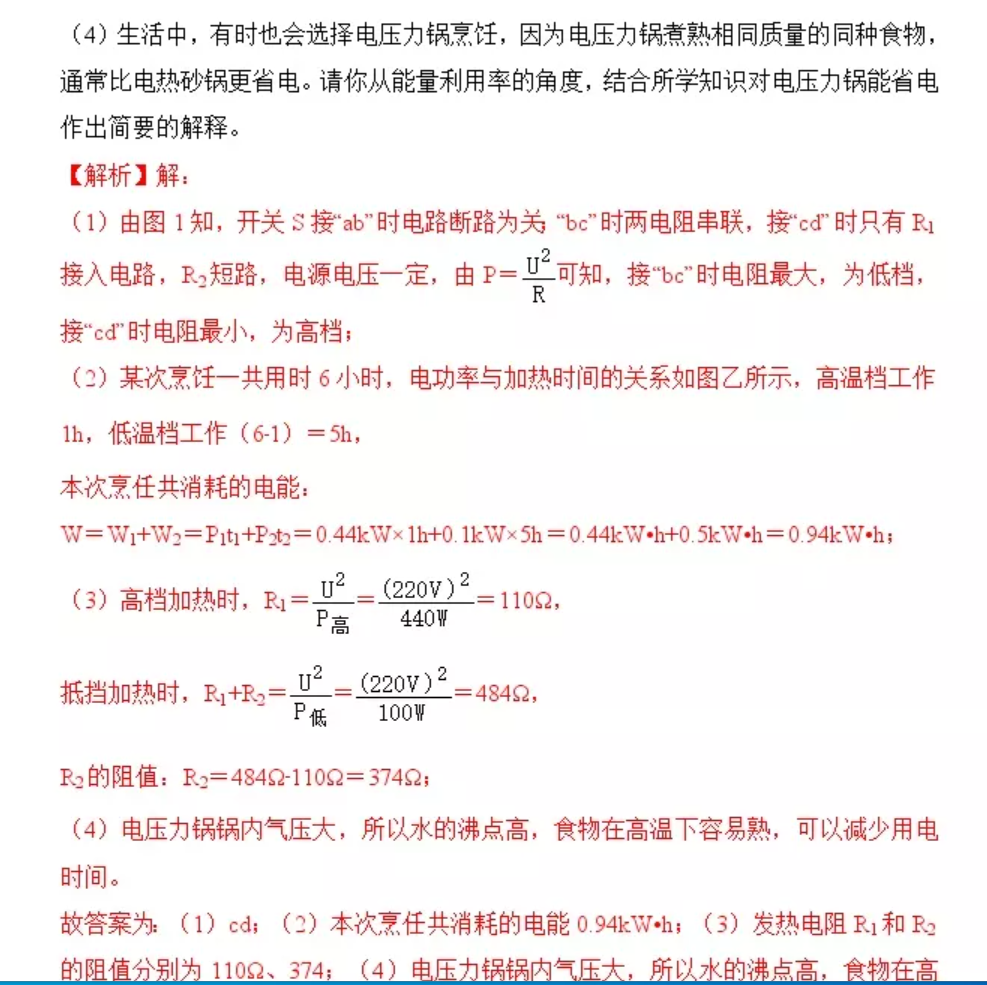 （4）生活中，有时也会选择电压力锅烹饪，因为电压力锅煮熟相同质量的同种食物，
通常比电热砂锅更省电。请你从能量利用率的角度，结合所学知识对电压力锅能省电
作出简要的解释。
【解析】解：
（1）由图 1 知，开关 S 接“ab”时电路断路为关；“bc”时两电阻串联，接“cd”时只有 R₁
接入电路，R₂短路，电源电压一定，由 P＝U²/R可知，接“bc”时电阻最大，为低档，
接“cd”时电阻最小，为高档；
（2）某次烹饪一共用时 6 小时，电功率与加热时间的关系如图乙所示，高温档工作
1h，低温档工作（6-1）＝5h，
本次烹任共消耗的电能：
W＝W₁+W₂＝P₁t₁+P₂t₂＝0.44kW×1h+0.1kW×5h＝0.44kW•h+0.5kW•h＝0.94kW•h；
（3）高档加热时，R₁＝U²/P高＝(220V)²/440W＝110Ω，
抵挡加热时，R₁+R₂＝U²/P低＝(220V)²/100W＝484Ω，
R₂的阻值：R₂＝484Ω-110Ω＝374Ω；
（4）电压力锅锅内气压大，所以水的沸点高，食物在高温下容易熟，可以减少用电
时间。
故答案为：（1）cd；（2）本次烹任共消耗的电能 0.94kW•h；（3）发热电阻 R₁和 R₂
的阻值分别为 110Ω、374；（4）电压力锅锅内气压大，所以水的沸点高，食物在高